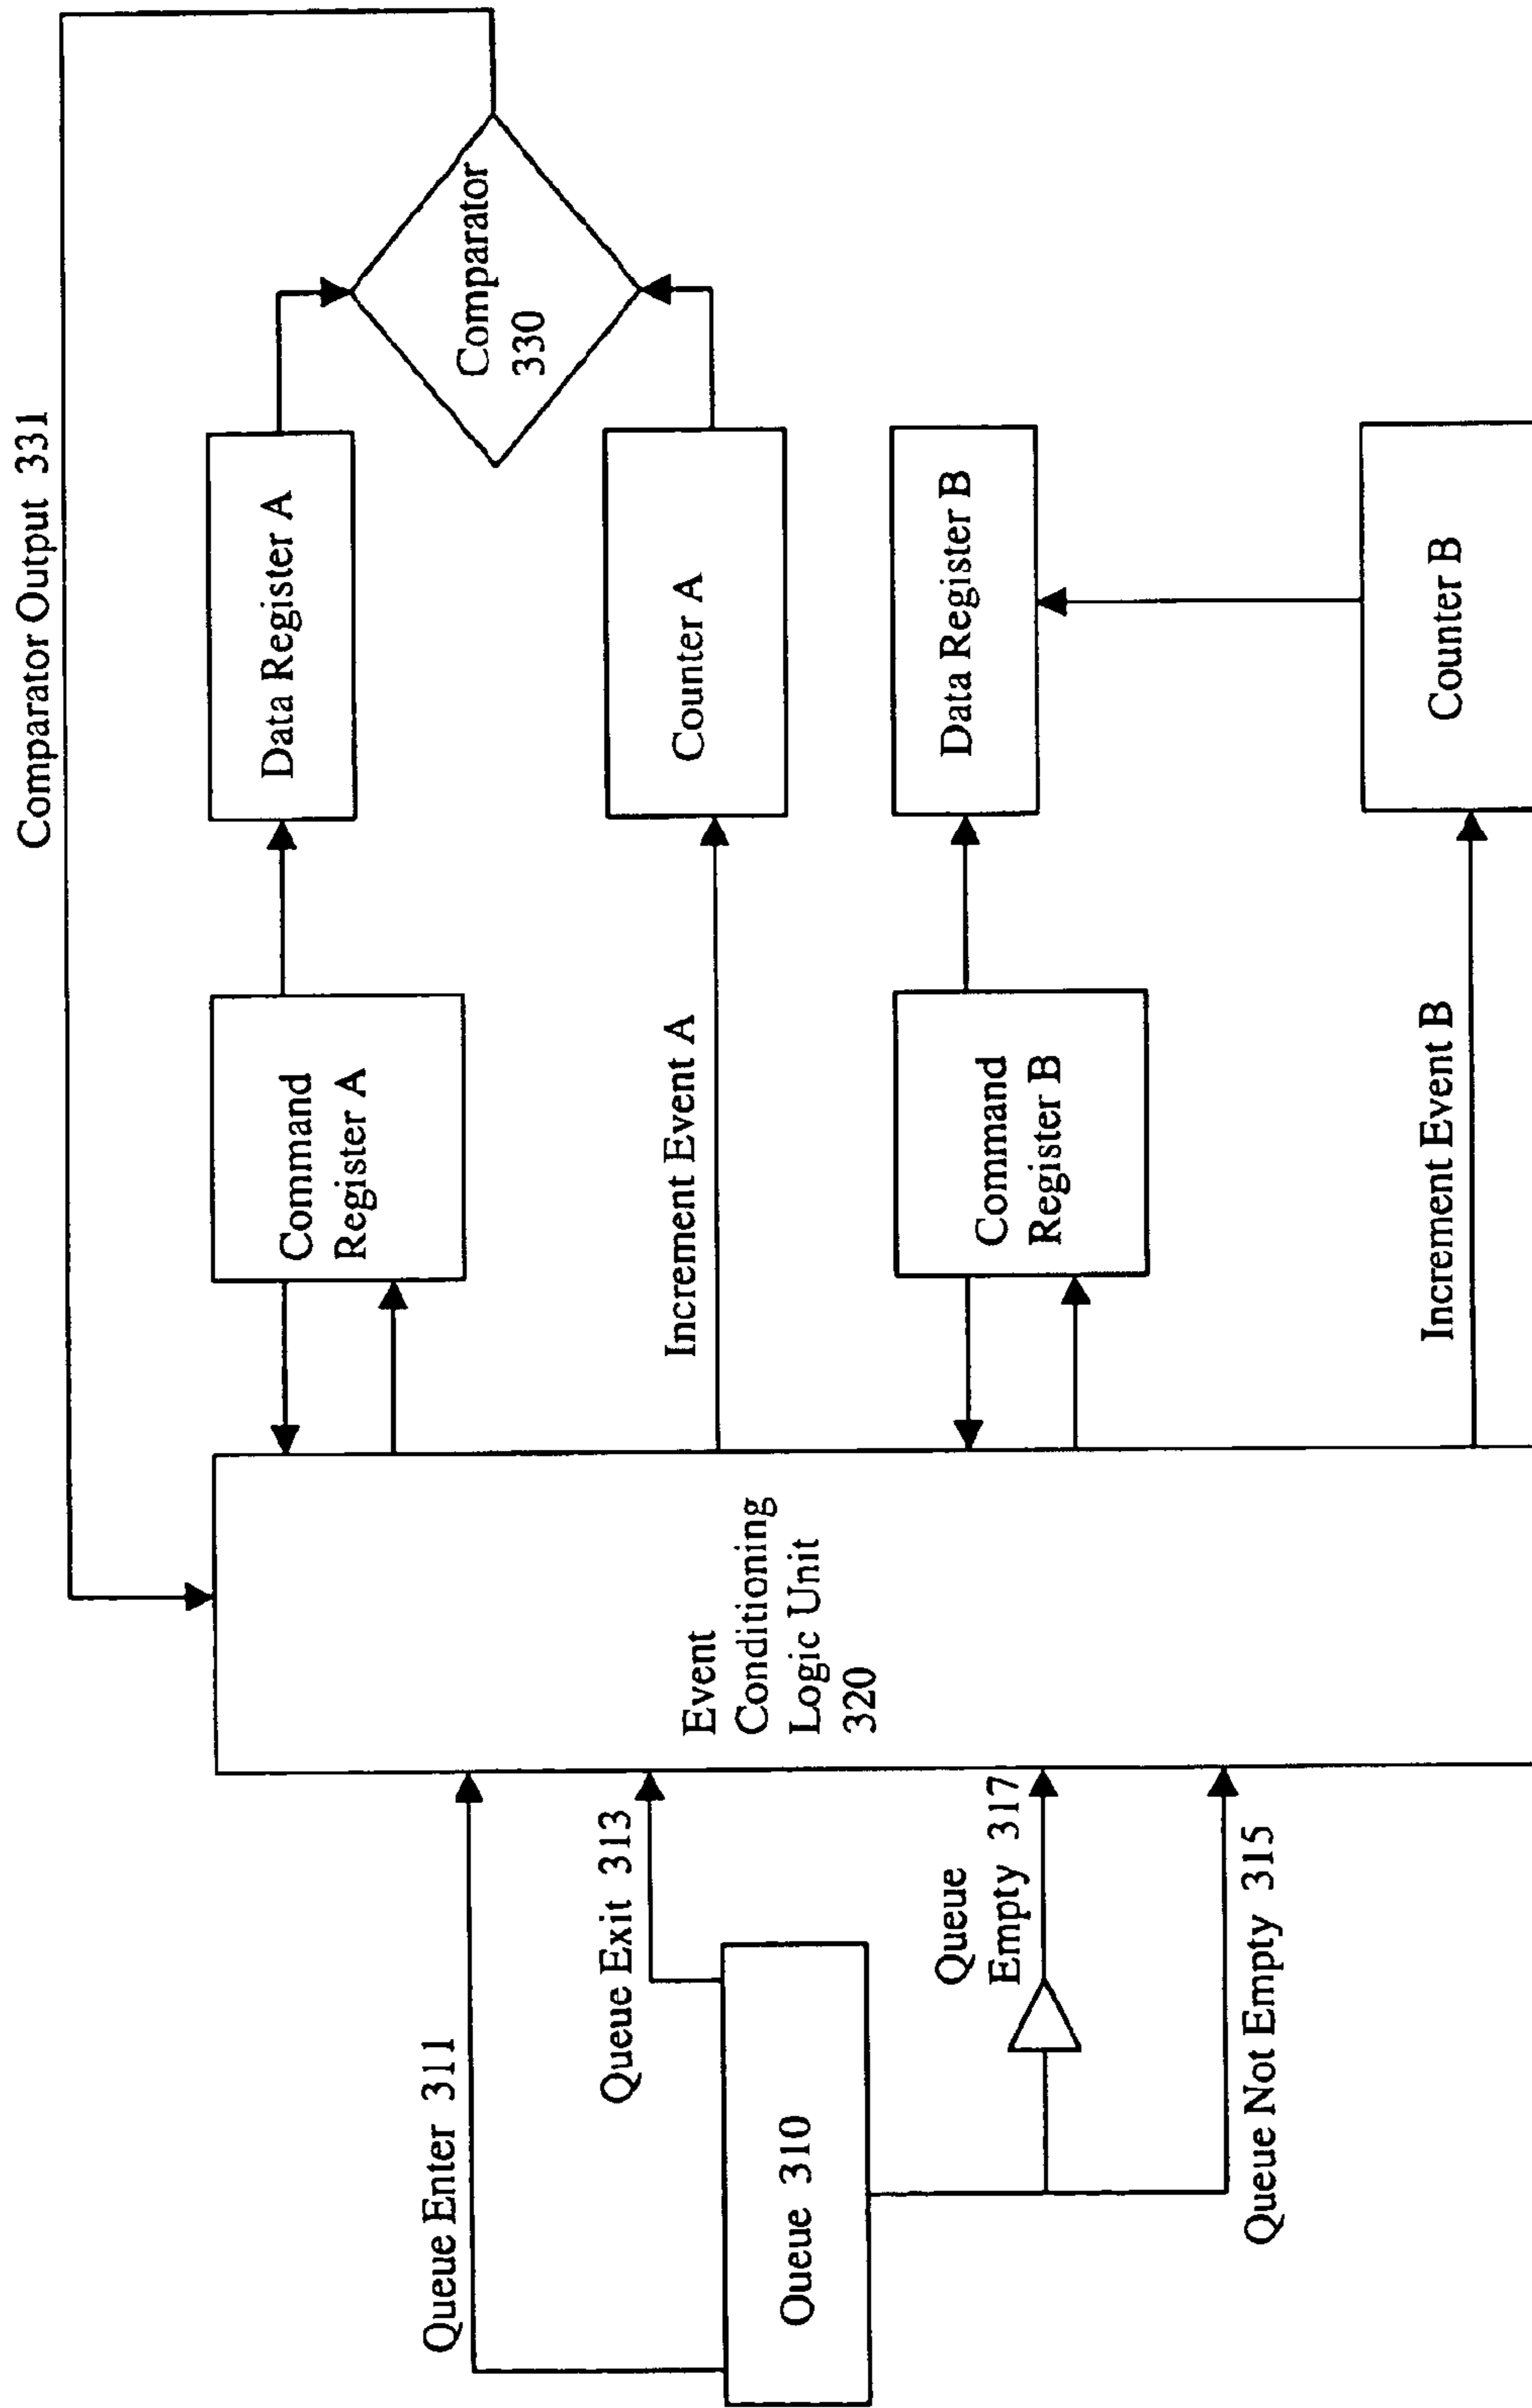 Comparator Output 331
Command
Register A
Data Register A
Comparator
330
Queue Enter 311
Increment Event A
Counter A
Queue Exit 313
Event
Conditioning
Logic Unit
320
Queue 310
Queue
Empty 317
Command
Register B
Data Register B
Queue Not Empty 315
Increment Event B
Counter B